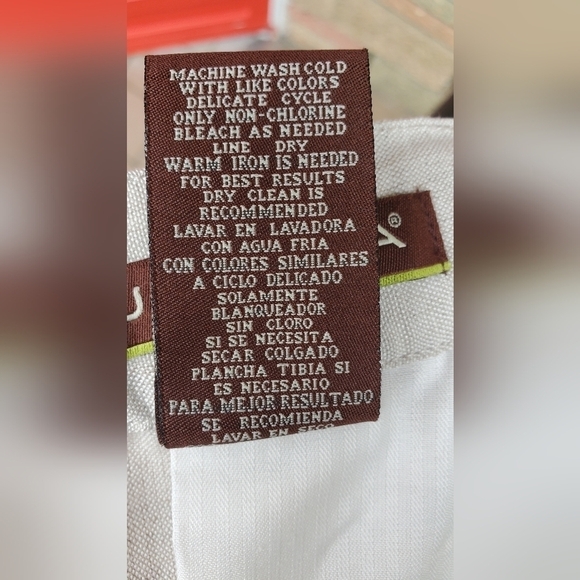 MACHINE WASH COLD
WITH LIKE COLORS
DELICATE CYCLE
ONLY NON-CHLORINE
BLEACH AS NEEDED
LINE DRY
WARM IRON IS NEEDED
FOR BEST RESULTS
DRY CLEAN IS
RECOMMENDED
LAVAR EN LAVADORA
CON AGUA FRIA
CON COLORES SIMILARES
A CICLO DELICADO
SOLAMENTE
BLANQUEADOR
SIN CLORO
SI SE NECESITA
SECAR COLGADO
PLANCHA TIBIA SI
ES NECESARIO
PARA MEJOR RESULTADO
SE RECOMIENDA
LAVAR EN SECO